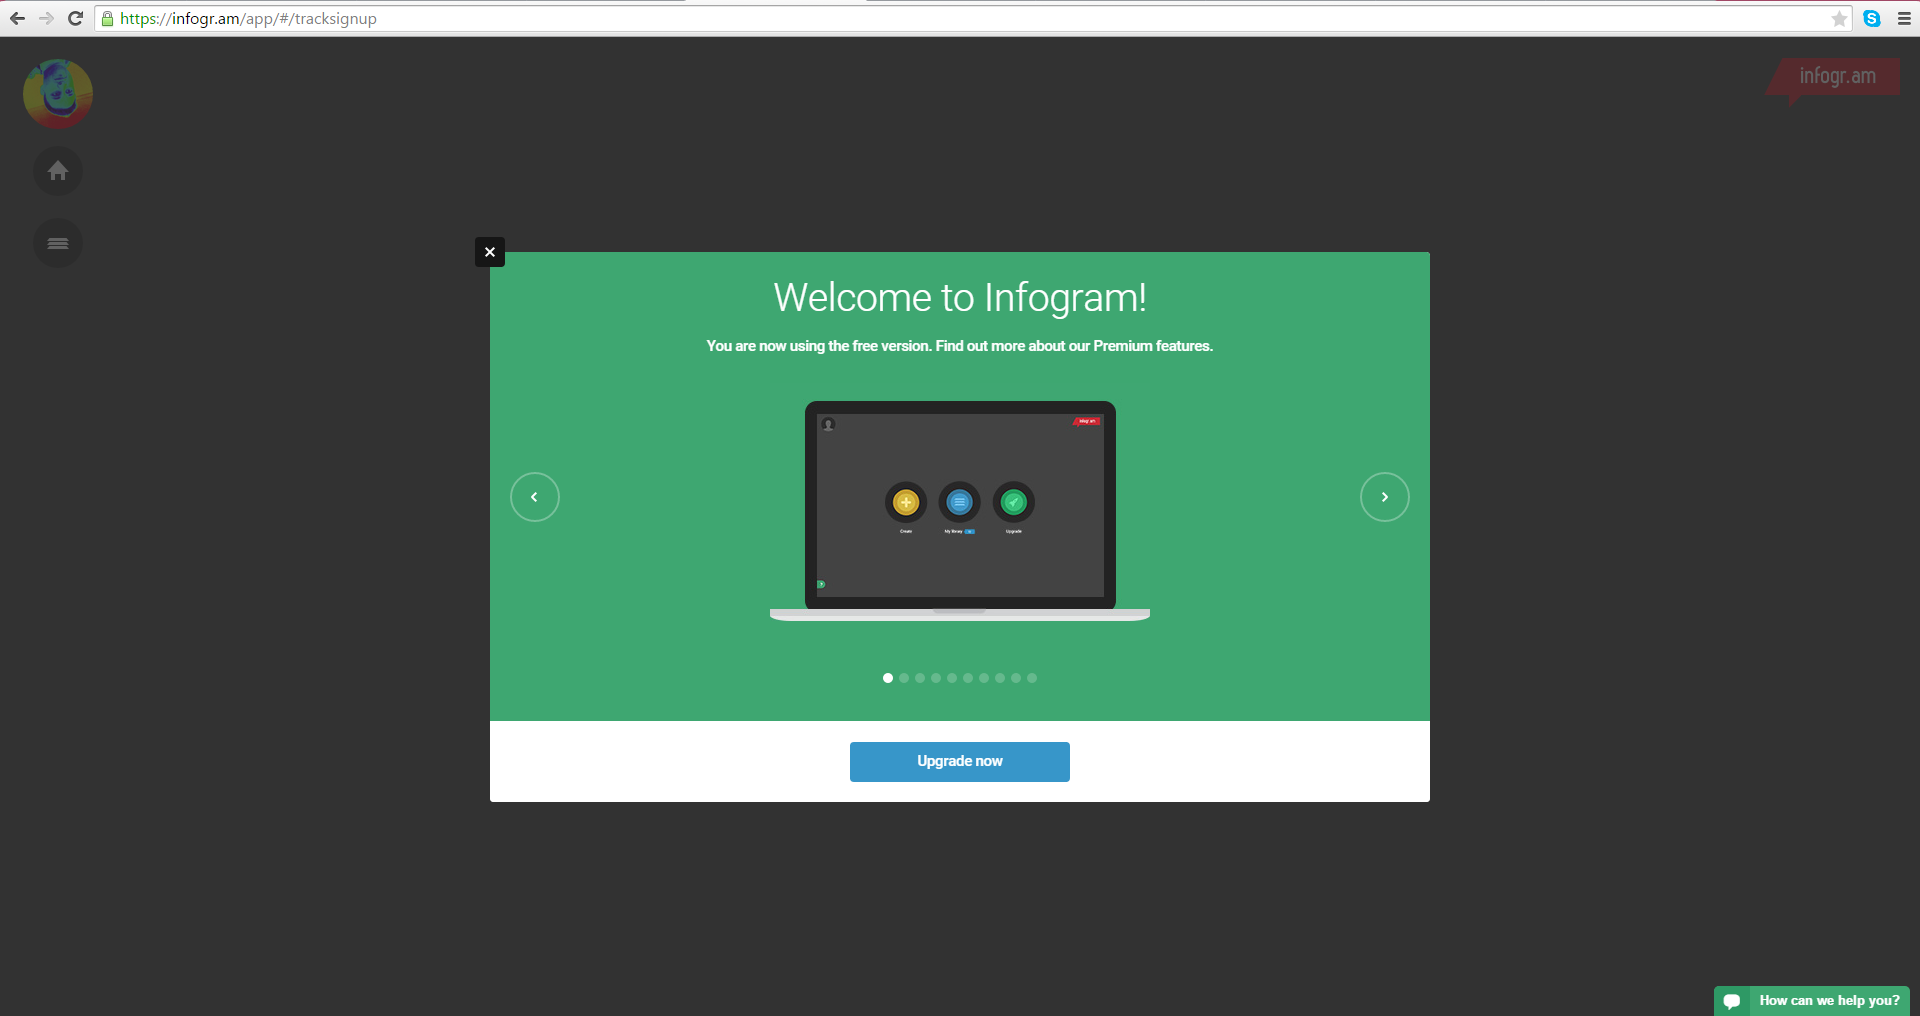 https://infogr.am/app/#/tracksignup
infogr.am
Welcome to Infogram!
You are now using the free version. Find out more about our Premium features.
Create
My library
Upgrade
Upgrade now
How can we help you?